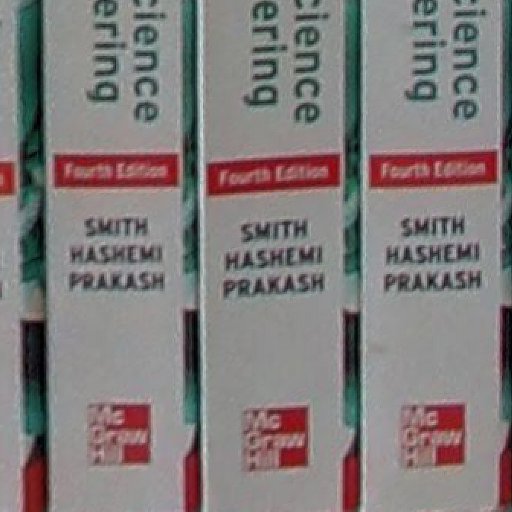 cience
ering
Fourth Edition
SMITH
HASHEMI
PRAKASH
Mc
Graw
Hill
cience
ering
Fourth Edition
SMITH
HASHEMI
PRAKASH
Mc
Graw
Hill
cience
ering
Fourth Edition
SMITH
HASHEMI
PRAKASH
Mc
Graw
Hill